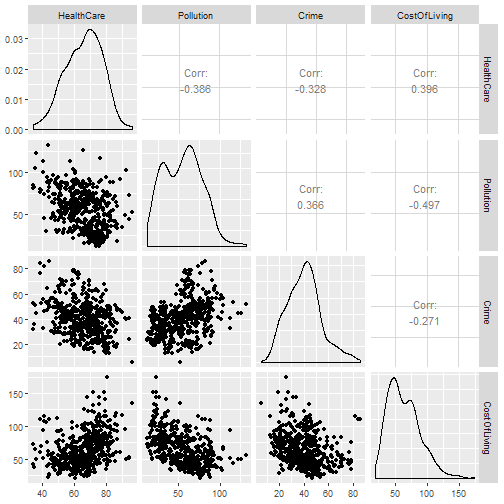 HealthCare Pollution Crime CostOfLiving
0.03
0.02
0.01
0.00
Corr:
-0.386
Corr:
-0.328
Corr:
0.396
HealthCare
100
50
Corr:
0.366
Corr:
-0.497
Pollution
80
60
40
20
Corr:
-0.271
Crime
150
100
50
CostOfLiving
40 60 80 50 100 20 40 60 80 50 100 150